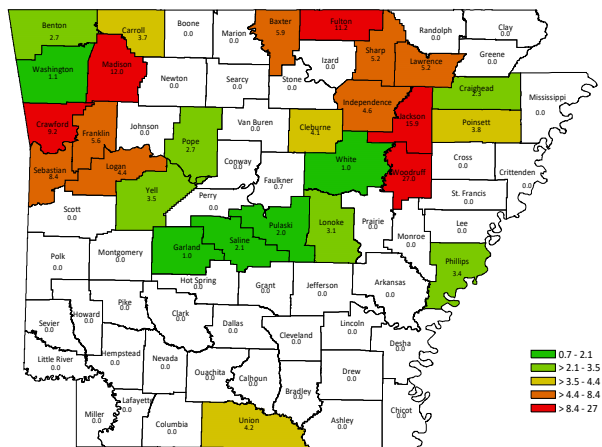 Benton
2.7
Carroll
3.7
Boone
0.0
Marion
0.0
Baxter
5.9
Fulton
11.3
Randolph
0.0
Clay
0.0
Sharp
5.2
Izard
0.0
Greene
0.0
Lawrence
5.2
Washington
1.1
Madison
Newton
0.0
Searcy
0.0
Stone
0.0
Craighead
2.3
Mississippi
0.0
Independence
4.6
Crawford
9.2
Franklin
5.6
Johnson
0.0
Pope
2.7
Van Buren
0.0
Cleburne
4.1
Jackson
Poinsett
3.8
Logan
4.4
Sebastian
8.4
Conway
0.0
White
1.0
Woodruff
27.0
Cross
0.0
Crittenden
0.0
Faulkner
0.7
St. Francis
0.0
Yell
3.5
Perry
0.0
Scott
0.0
Pulaski
2.0
Lonoke
3.1
Prairie
0.0
Monroe
0.0
Lee
0.0
Saline
2.1
Garland
1.0
Polk
0.0
Montgomery
0.0
Phillips
3.4
Hot Spring
0.0
Grant
0.0
Jefferson
0.0
Arkansas
0.0
Pike
0.0
Howard
0.0
Sevier
0.0
Clark
0.0
Dallas
0.0
Cleveland
0.0
Lincoln
0.0
Desha
0.0
Little River
0.0
Hempstead
0.0
Nevada
0.0
Ouachita
0.0
Calhoun
0.0
Bradley
0.0
Drew
0.0
Miller
0.0
Lafayette
0.0
Columbia
0.0
Union
4.2
Ashley
0.0
Chicot
0.0
0.7 - 2.1
> 2.1 - 3.5
> 3.5 - 4.4
> 4.4 - 8.4
> 8.4 - 27